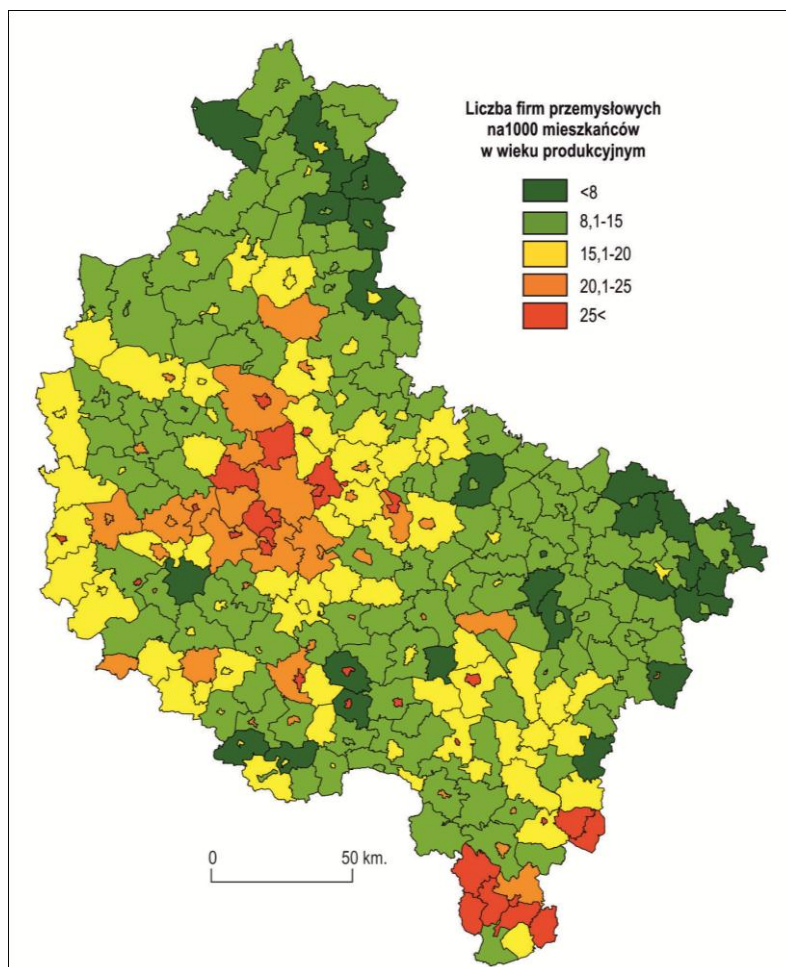 Liczba firm przemysłowych
na1000 mieszkańców
w wieku produkcyjnym
<8
8,1-15
15,1-20
20,1-25
25<
0 50 km.